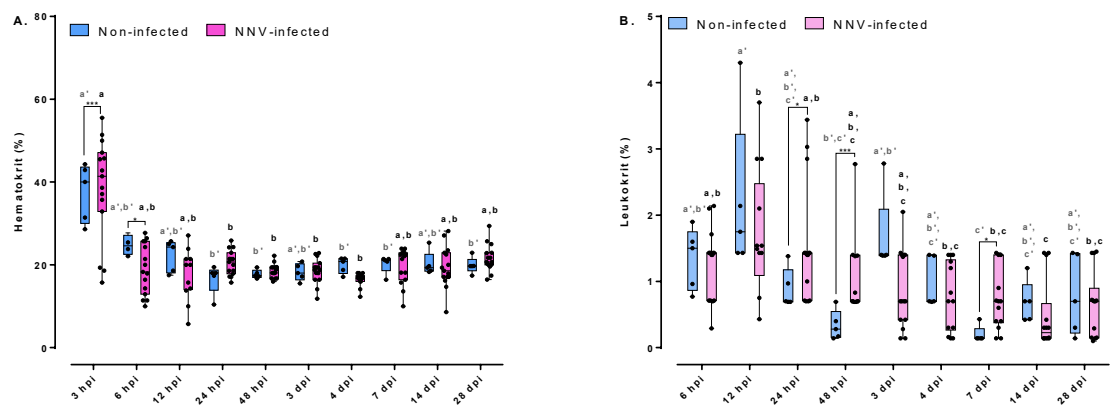 A.
Non-infected
NNV-infected
Hematokrit (%)
80
60
40
20
0
a'
a
***
a',b'
a,b
*
a',b'
a,b
b'
b
b'
b
a',b'
b
b'
b
b'
a,b
a',b'
a,b
b'
a,b
3 hpi
6 hpi
12 hpi
24 hpi
48 hpi
3 dpi
4 dpi
7 dpi
14 dpi
28 dpi
B.
Non-infected
NNV-infected
Leukokrit (%)
5
4
3
2
1
0
a',b'
a,b
a'
b
a',
b',
c'
*
a,b
b',c'
***
a,
b,
c
a',b'
a,
b,
c
a',
b',
c'
b,c
c'
*
b,c
a',
b',
c'
c
a',
b',
c'
b,c
6 hpi
12 hpi
24 hpi
48 hpi
3 dpi
4 dpi
7 dpi
14 dpi
28 dpi